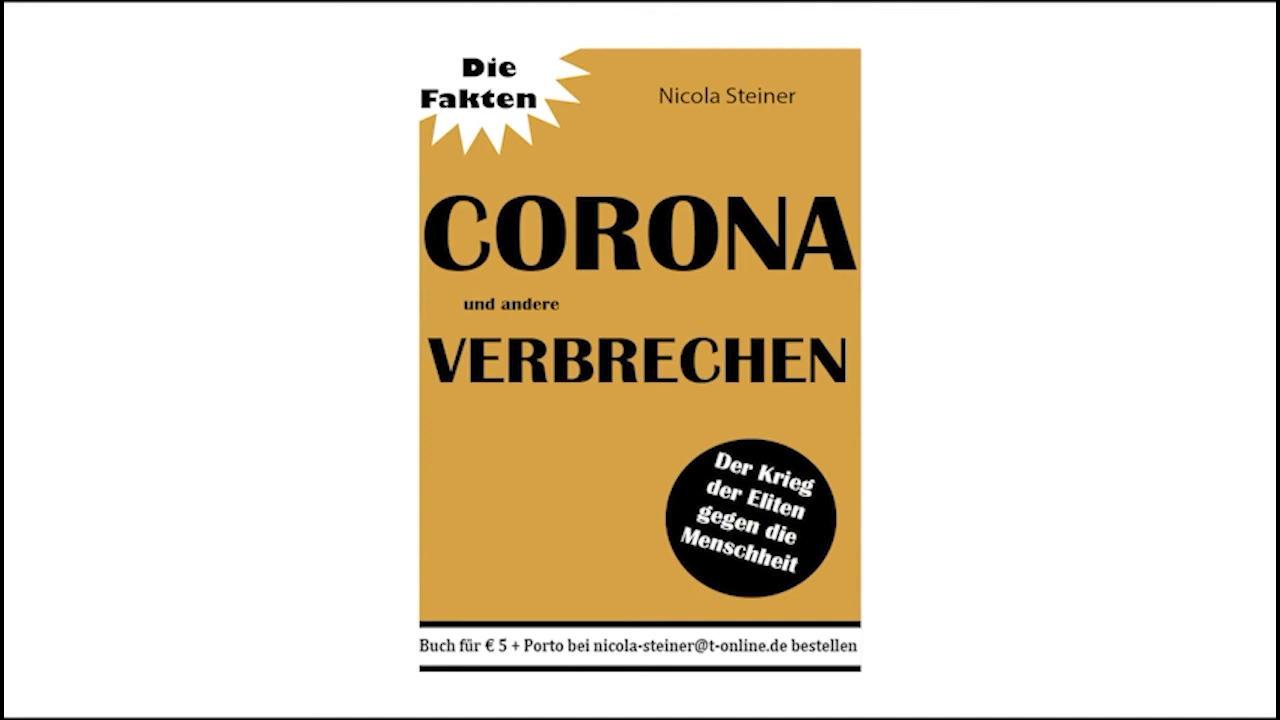 Die
Fakten
Nicola Steiner
CORONA
und andere
VERBRECHEN
Der Krieg
der Eliten
gegen die
Menschheit
Buch für € 5 + Porto bei nicola-steiner@t-online.de bestellen